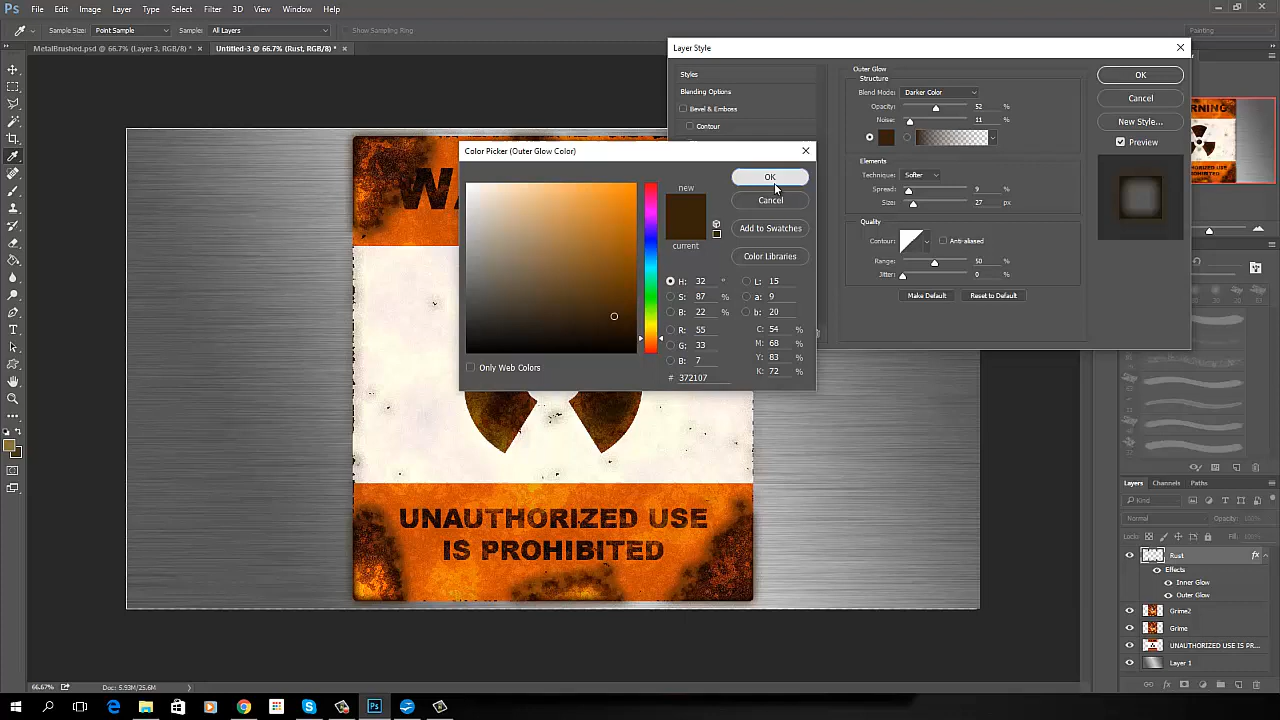 Ps File Edit Image Layer Type Select Filter 3D View Window Help
Sample Size: Point Sample Sample: All Layers Show Sampling Ring Painting
MetalBrushed.psd @ 66.7% (Layer 3, RGB/8) * × Untitled-3 @ 66.7% (Rust, RGB/8) * ×
Layer Style
Styles
Blending Options
Bevel & Emboss
Contour
Outer Glow
Structure
Blend Mode: Darker Color
Opacity: 52 %
Noise: 11 %
Elements
Technique: Softer
Spread: 9 %
Size: 27 px
Quality
Contour: Anti-aliased
Range: 50 %
Jitter: 0 %
Make Default Reset to Default
OK
Cancel
New Style...
Preview
Color Picker (Outer Glow Color)
new
current
OK
Cancel
Add to Swatches
Color Libraries
H: 32 °
S: 87 %
B: 22 %
R: 55
G: 33
B: 7
# 372107
L: 15
a: 9
b: 20
C: 54 %
M: 68 %
Y: 83 %
K: 72 %
Only Web Colors
UNAUTHORIZED USE
IS PROHIBITED
Layers Channels Paths
Kind
Normal Opacity: 100%
Lock: Fill: 100%
Rust fx
Effects
Inner Glow
Outer Glow
Grime2
Grime
UNAUTHORIZED USE IS PR...
Layer 1
66.67% Doc: 5.93M/25.6M